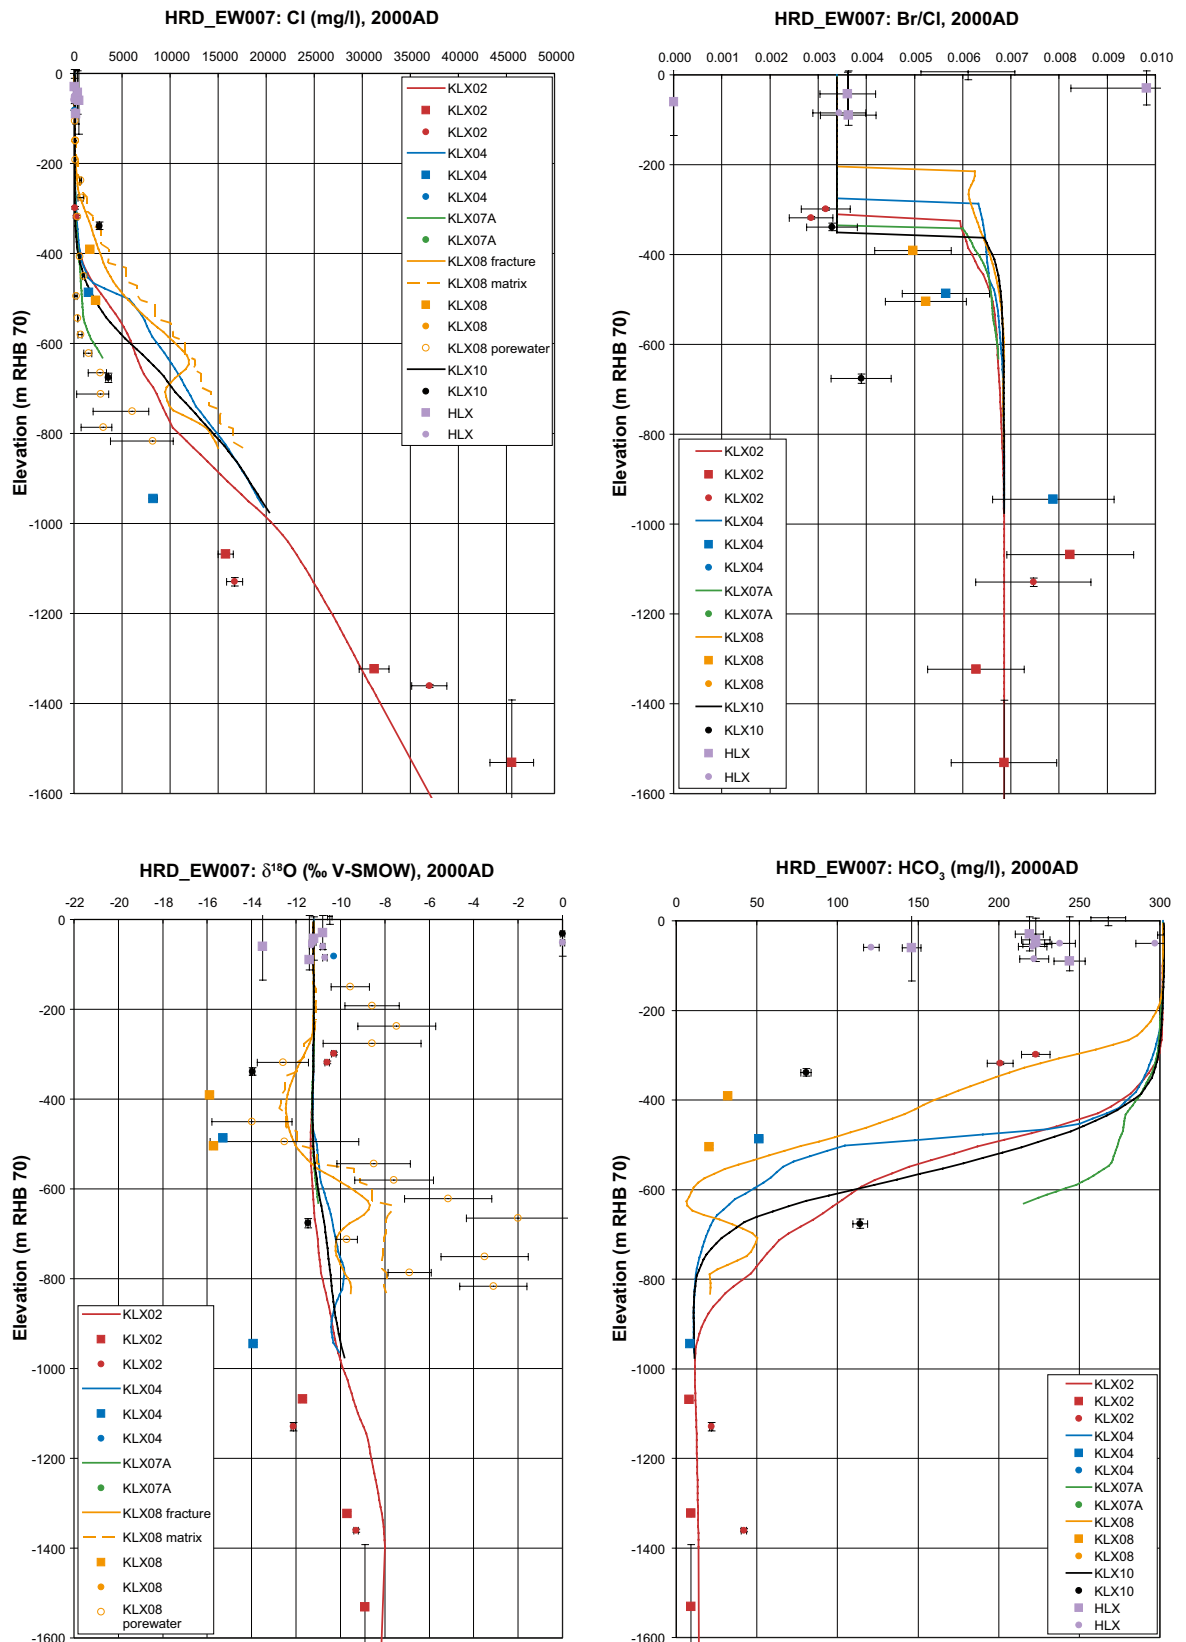 HRD_EW007: Cl (mg/l), 2000AD
0 5000 10000 15000 20000 25000 30000 35000 40000 45000 50000
0
-200
-400
-600
-800
-1000
-1200
-1400
-1600
Elevation (m RHB 70)
KLX02
KLX02
KLX02
KLX04
KLX04
KLX04
KLX07A
KLX07A
KLX08 fracture
KLX08 matrix
KLX08
KLX08
KLX08 porewater
KLX10
KLX10
HLX
HLX
HRD_EW007: Br/Cl, 2000AD
0.000 0.001 0.002 0.003 0.004 0.005 0.006 0.007 0.008 0.009 0.010
0
-200
-400
-600
-800
-1000
-1200
-1400
-1600
Elevation (m RHB 70)
KLX02
KLX02
KLX02
KLX04
KLX04
KLX04
KLX07A
KLX07A
KLX08
KLX08
KLX08
KLX10
KLX10
HLX
HLX
HRD_EW007: δ¹⁸O (‰ V-SMOW), 2000AD
-22 -20 -18 -16 -14 -12 -10 -8 -6 -4 -2 0
0
-200
-400
-600
-800
-1000
-1200
-1400
-1600
Elevation (m RHB 70)
KLX02
KLX02
KLX02
KLX04
KLX04
KLX04
KLX07A
KLX07A
KLX08 fracture
KLX08 matrix
KLX08
KLX08
KLX08
porewater
HRD_EW007: HCO₃ (mg/l), 2000AD
0 50 100 150 200 250 300
0
-200
-400
-600
-800
-1000
-1200
-1400
-1600
Elevation (m RHB 70)
KLX02
KLX02
KLX02
KLX04
KLX04
KLX04
KLX07A
KLX07A
KLX08
KLX08
KLX08
KLX10
KLX10
HLX
HLX